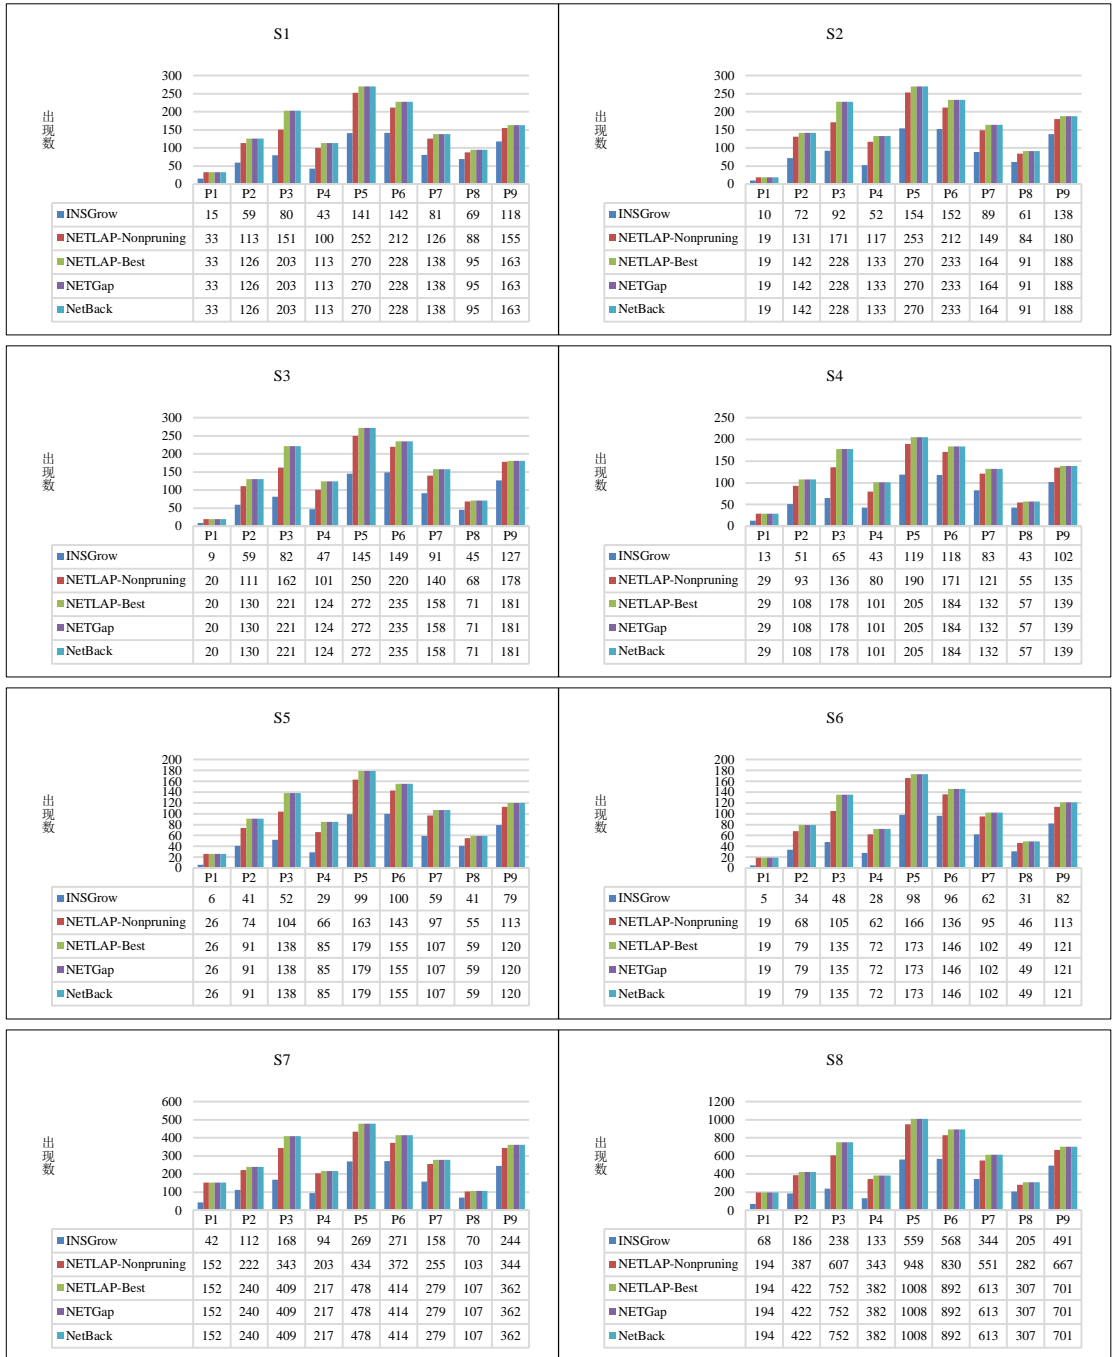 S1
出现数
300
250
200
150
100
50
0
P1 P2 P3 P4 P5 P6 P7 P8 P9
INSGrow 15 59 80 43 141 142 81 69 118
NETLAP-Nonpruning 33 113 151 100 252 212 126 88 155
NETLAP-Best 33 126 203 113 270 228 138 95 163
NETGap 33 126 203 113 270 228 138 95 163
NetBack 33 126 203 113 270 228 138 95 163
S2
出现数
300
250
200
150
100
50
0
P1 P2 P3 P4 P5 P6 P7 P8 P9
INSGrow 10 72 92 52 154 152 89 61 138
NETLAP-Nonpruning 19 131 171 117 253 212 149 84 180
NETLAP-Best 19 142 228 133 270 233 164 91 188
NETGap 19 142 228 133 270 233 164 91 188
NetBack 19 142 228 133 270 233 164 91 188
S3
出现数
300
250
200
150
100
50
0
P1 P2 P3 P4 P5 P6 P7 P8 P9
INSGrow 9 59 82 47 145 149 91 45 127
NETLAP-Nonpruning 20 111 162 101 250 220 140 68 178
NETLAP-Best 20 130 221 124 272 235 158 71 181
NETGap 20 130 221 124 272 235 158 71 181
NetBack 20 130 221 124 272 235 158 71 181
S4
出现数
250
200
150
100
50
0
P1 P2 P3 P4 P5 P6 P7 P8 P9
INSGrow 13 51 65 43 119 118 83 43 102
NETLAP-Nonpruning 29 93 136 80 190 171 121 55 135
NETLAP-Best 29 108 178 101 205 184 132 57 139
NETGap 29 108 178 101 205 184 132 57 139
NetBack 29 108 178 101 205 184 132 57 139
S5
出现数
200
180
160
140
120
100
80
60
40
20
0
P1 P2 P3 P4 P5 P6 P7 P8 P9
INSGrow 6 41 52 29 99 100 59 41 79
NETLAP-Nonpruning 26 74 104 66 163 143 97 55 113
NETLAP-Best 26 91 138 85 179 155 107 59 120
NETGap 26 91 138 85 179 155 107 59 120
NetBack 26 91 138 85 179 155 107 59 120
S6
出现数
200
180
160
140
120
100
80
60
40
20
0
P1 P2 P3 P4 P5 P6 P7 P8 P9
INSGrow 5 34 48 28 98 96 62 31 82
NETLAP-Nonpruning 19 68 105 62 166 136 95 46 113
NETLAP-Best 19 79 135 72 173 146 102 49 121
NETGap 19 79 135 72 173 146 102 49 121
NetBack 19 79 135 72 173 146 102 49 121
S7
出现数
600
500
400
300
200
100
0
P1 P2 P3 P4 P5 P6 P7 P8 P9
INSGrow 42 112 168 94 269 271 158 70 244
NETLAP-Nonpruning 152 222 343 203 434 372 255 103 344
NETLAP-Best 152 240 409 217 478 414 279 107 362
NETGap 152 240 409 217 478 414 279 107 362
NetBack 152 240 409 217 478 414 279 107 362
S8
出现数
1200
1000
800
600
400
200
0
P1 P2 P3 P4 P5 P6 P7 P8 P9
INSGrow 68 186 238 133 559 568 344 205 491
NETLAP-Nonpruning 194 387 607 343 948 830 551 282 667
NETLAP-Best 194 422 752 382 1008 892 613 307 701
NETGap 194 422 752 382 1008 892 613 307 701
NetBack 194 422 752 382 1008 892 613 307 701